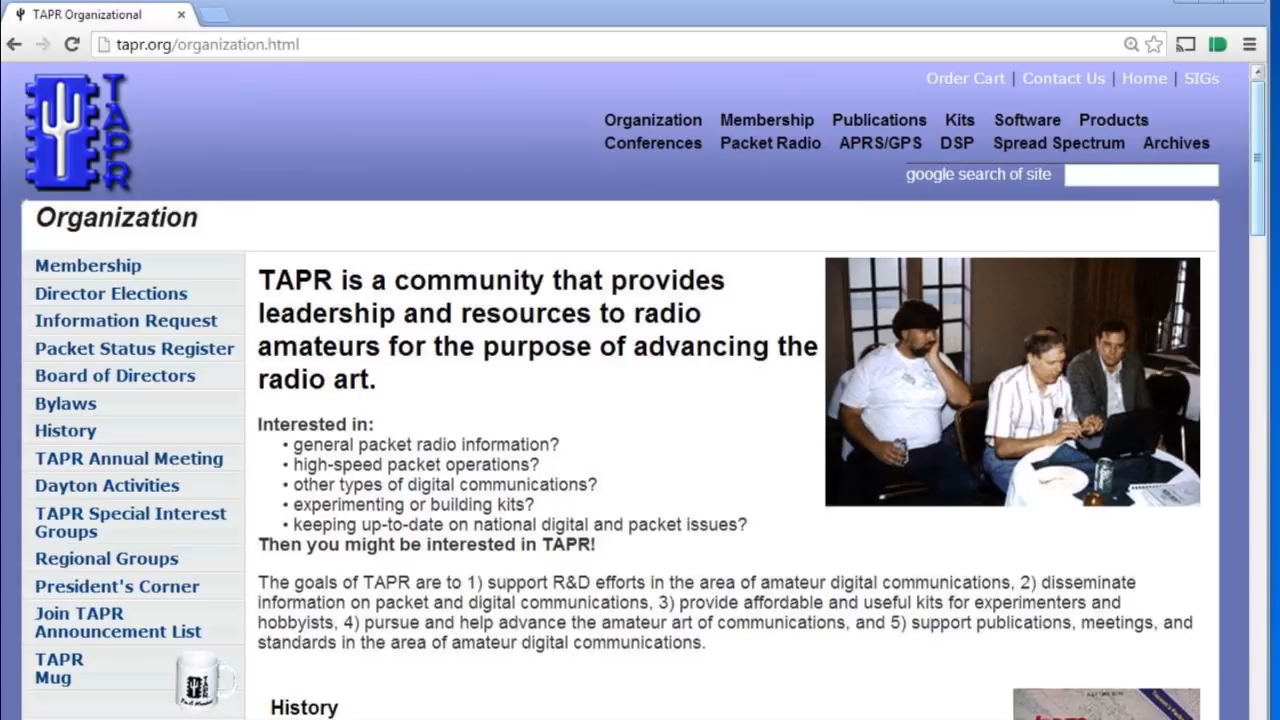 TAPR Organizational
tapr.org/organization.html
Order Cart | Contact Us | Home | SIGs
TAPR
Organization Membership Publications Kits Software Products
Conferences Packet Radio APRS/GPS DSP Spread Spectrum Archives
google search of site
Organization
Membership
Director Elections
Information Request
Packet Status Register
Board of Directors
Bylaws
History
TAPR Annual Meeting
Dayton Activities
TAPR Special Interest
Groups
Regional Groups
President's Corner
Join TAPR
Announcement List
TAPR
Mug
TAPR is a community that provides
leadership and resources to radio
amateurs for the purpose of advancing the
radio art.
Interested in:
• general packet radio information?
• high-speed packet operations?
• other types of digital communications?
• experimenting or building kits?
• keeping up-to-date on national digital and packet issues?
Then you might be interested in TAPR!
The goals of TAPR are to 1) support R&D efforts in the area of amateur digital communications, 2) disseminate
information on packet and digital communications, 3) provide affordable and useful kits for experimenters and
hobbyists, 4) pursue and help advance the amateur art of communications, and 5) support publications, meetings, and
standards in the area of amateur digital communications.
History